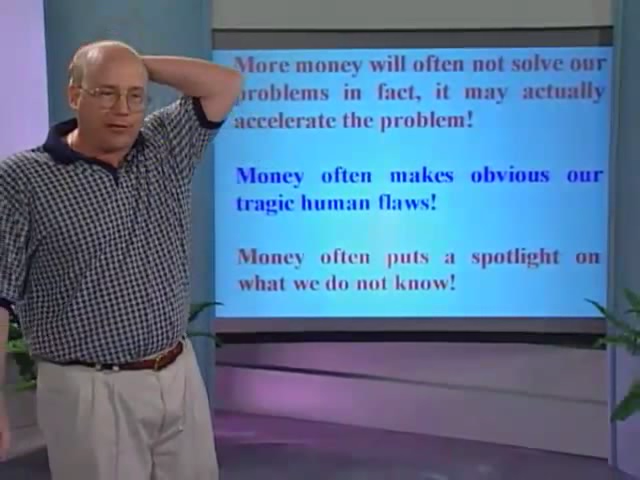 More money will often not solve our
problems in fact, it may actually
accelerate the problem!
Money often makes obvious our
tragic human flaws!
Money often puts a spotlight on
what we do not know!